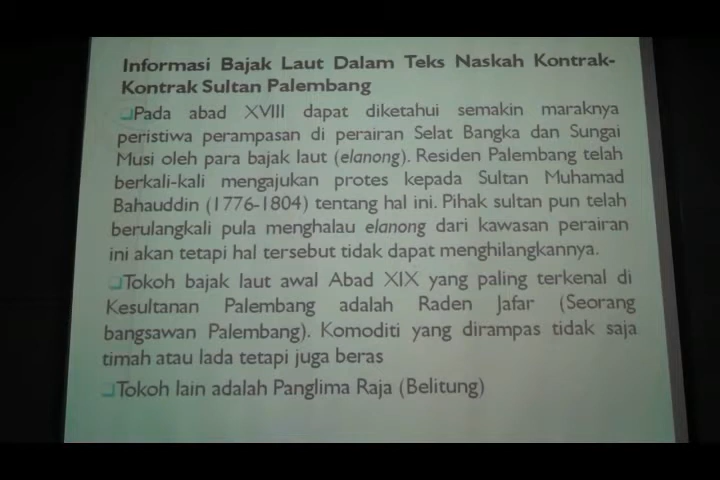 Informasi Bajak Laut Dalam Teks Naskah Kontrak-
Kontrak Sultan Palembang
Pada abad XVIII dapat diketahui semakin maraknya
peristiwa perampasan di perairan Selat Bangka dan Sungai
Musi oleh para bajak laut (elanong). Residen Palembang telah
berkali-kali mengajukan protes kepada Sultan Muhamad
Bahauddin (1776-1804) tentang hal ini. Pihak sultan pun telah
berulangkali pula menghalau elanong dari kawasan perairan
ini akan tetapi hal tersebut tidak dapat menghilangkannya.
Tokoh bajak laut awal Abad XIX yang paling terkenal di
Kesultanan Palembang adalah Raden Jafar (Seorang
bangsawan Palembang). Komoditi yang dirampas tidak saja
timah atau lada tetapi juga beras
Tokoh lain adalah Panglima Raja (Belitung)